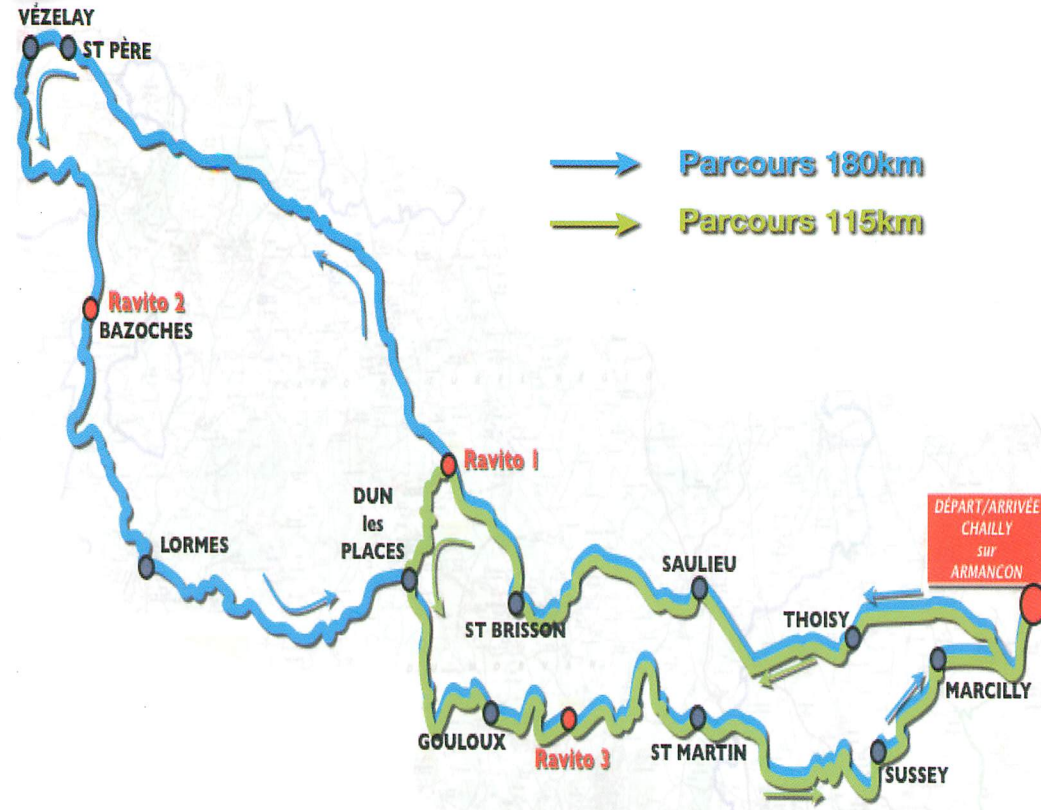 VÉZELAY
ST PÈRE
Parcours 180km
Parcours 115km
Ravito 2
BAZOCHES
Ravito 1
DUN
les
PLACES
LORMES
DÉPART/ARRIVÉE
CHAILLY
sur
ARMANCON
SAULIEU
THOISY
ST BRISSON
MARCILLY
GOULOUX
Ravito 3
ST MARTIN
SUSSEY